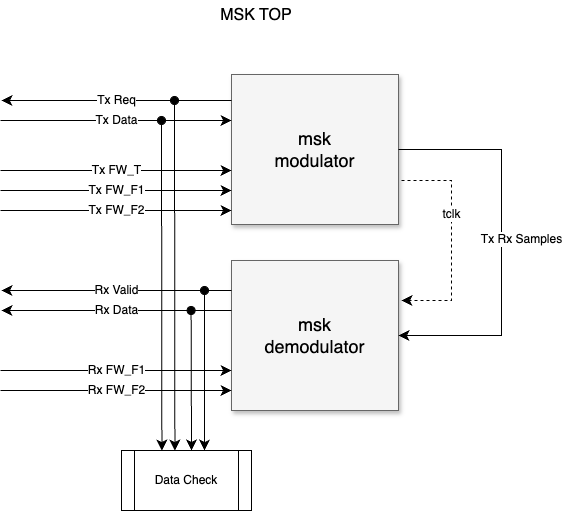 MSK TOP
Tx Req
Tx Data
msk
modulator
Tx FW_T
Tx FW_F1
Tx FW_F2
tclk
Tx Rx Samples
Rx Valid
Rx Data
msk
demodulator
Rx FW_F1
Rx FW_F2
Data Check